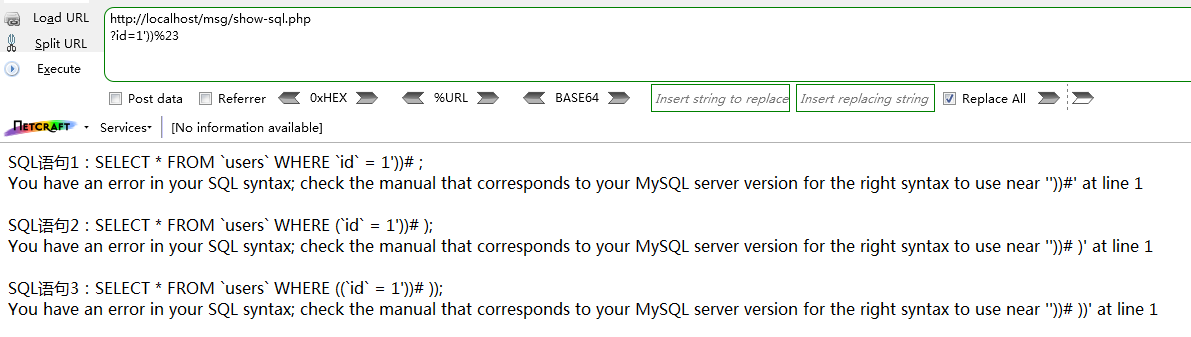 Load URL
http://localhost/msg/show-sql.php
?id=1'))%23
Split URL
Execute
Post data Referrer 0xHEX %URL BASE64 Insert string to replace Insert replacing string Replace All
NETCRAFT Services [No information available]
SQL语句1：SELECT * FROM `users` WHERE `id` = 1'))# ;
You have an error in your SQL syntax; check the manual that corresponds to your MySQL server version for the right syntax to use near ''))#' at line 1
SQL语句2：SELECT * FROM `users` WHERE (`id` = 1'))# );
You have an error in your SQL syntax; check the manual that corresponds to your MySQL server version for the right syntax to use near ''))# )' at line 1
SQL语句3：SELECT * FROM `users` WHERE ((`id` = 1'))# ));
You have an error in your SQL syntax; check the manual that corresponds to your MySQL server version for the right syntax to use near ''))# ))' at line 1